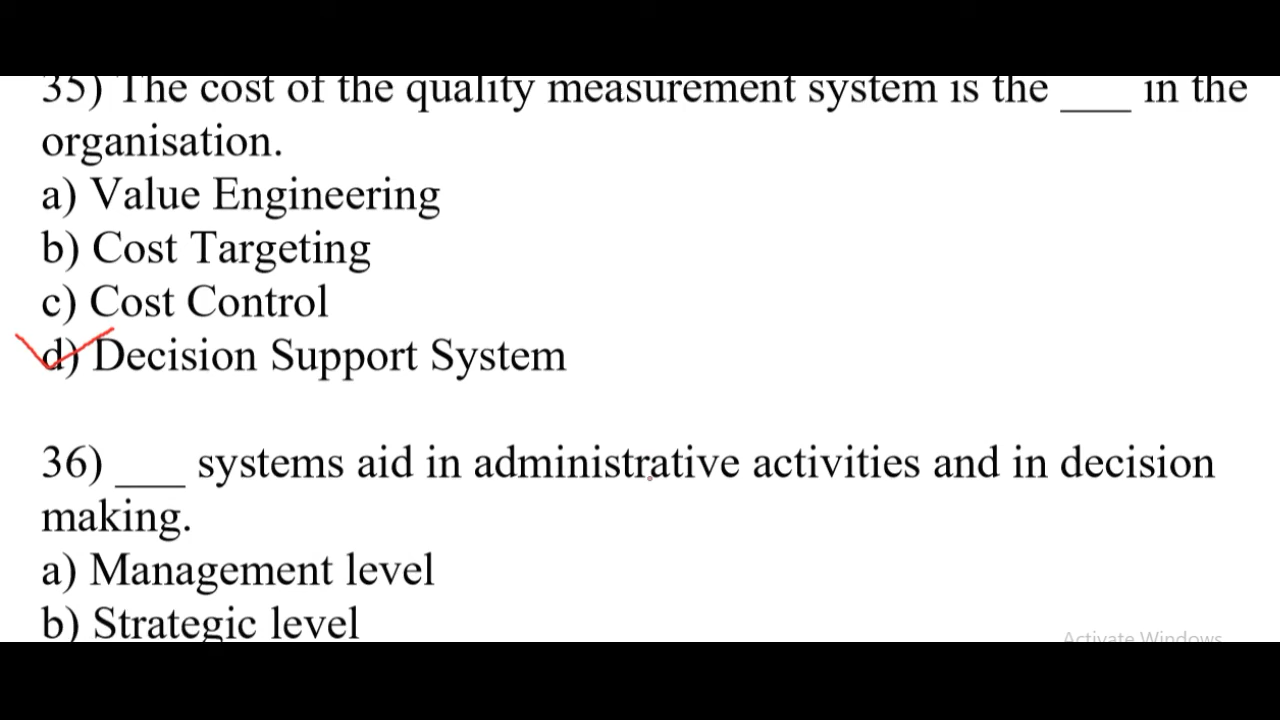 35) The cost of the quality measurement system is the ___ in the
organisation.
a) Value Engineering
b) Cost Targeting
c) Cost Control
d) Decision Support System
36) ___ systems aid in administrative activities and in decision
making.
a) Management level
b) Strategic level
Activate Windows